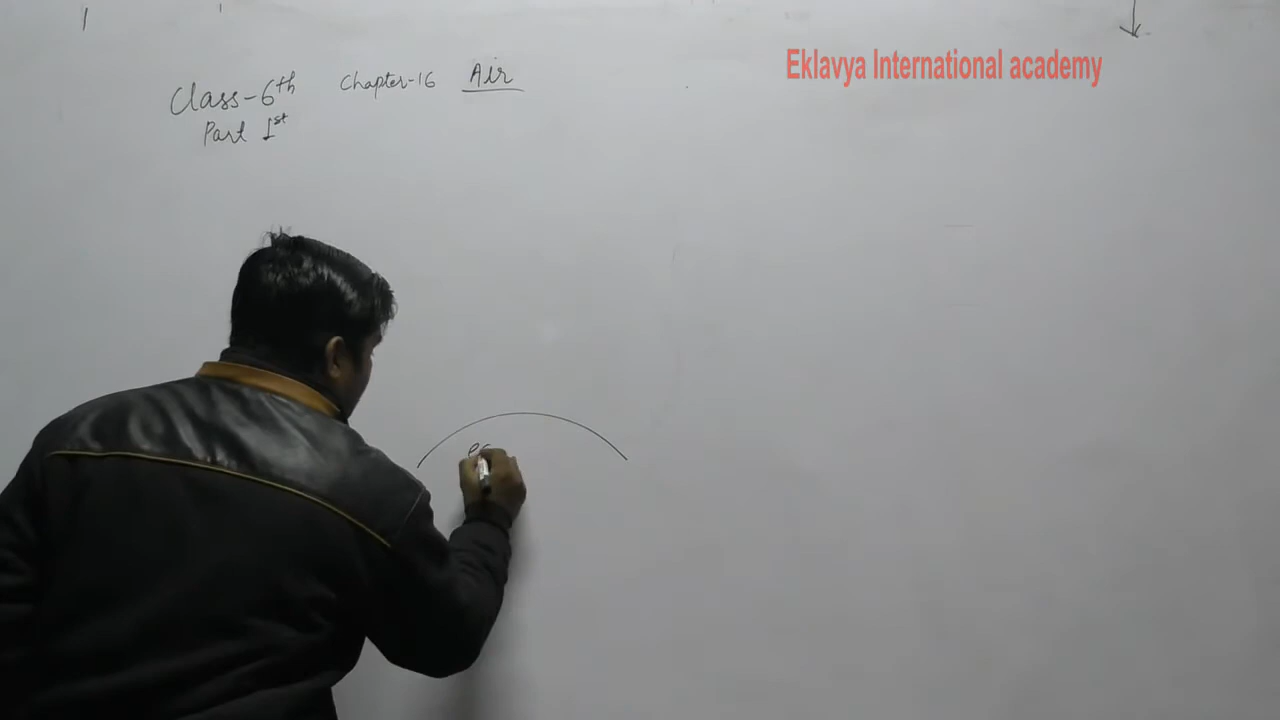 Class-6th Chapter-16 Air
Part 1st
Eklavya International academy